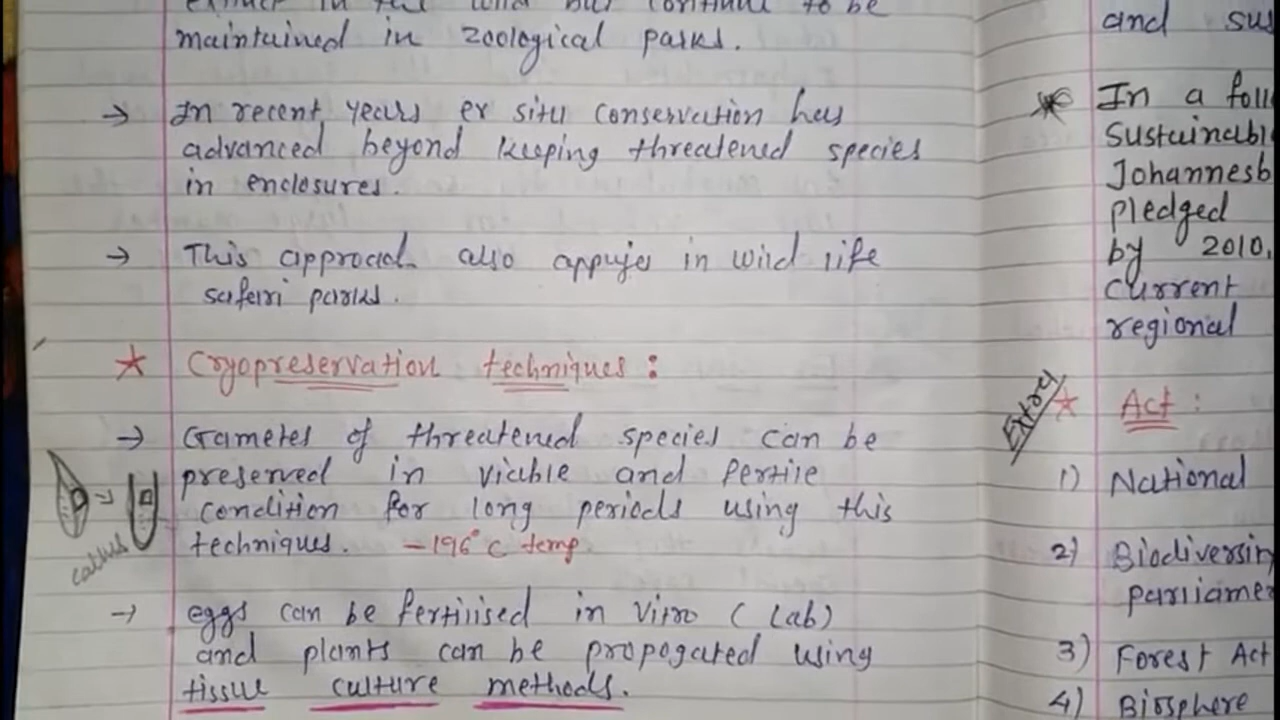 maintained in zoological parks.
→ In recent years ex situ conservation has
advanced beyond keeping threatened species
in enclosures.
→ This approach also applies in wild life
safari parks.
* Cryopreservation techniques :
→ Gametes of threatened species can be
preserved in viable and fertile
condition for long periods using this
techniques. -196°C temp
callus
→ eggs can be fertilised in vitro (Lab)
and plants can be propogated using
tissue culture methods.
and sus
* In a foll
Sustainabl
Johannesb
pledged
by 2010,
current
regional
Extra
* Act :
1) National
2) Biodiversity
parliame
3) Forest Act
4) Biosphere